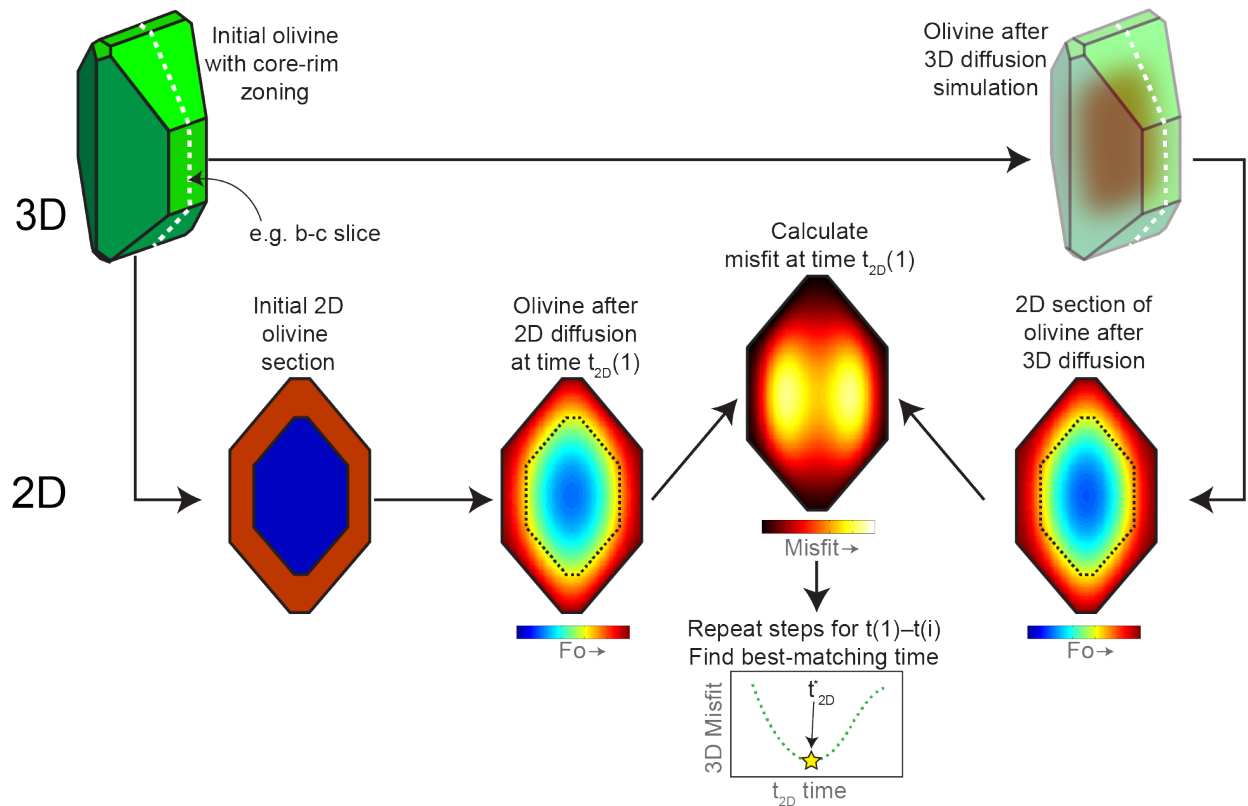 Initial olivine
with core-rim
zoning
Olivine after
3D diffusion
simulation
3D
e.g. b-c slice
Calculate
misfit at time t2D(1)
Initial 2D
olivine
section
Olivine after
2D diffusion
at time t2D(1)
2D section of
olivine after
3D diffusion
2D
Misfit→
Fo→
Fo→
Repeat steps for t(1)–t(i)
Find best-matching time
t*2D
3D Misfit
t2D time